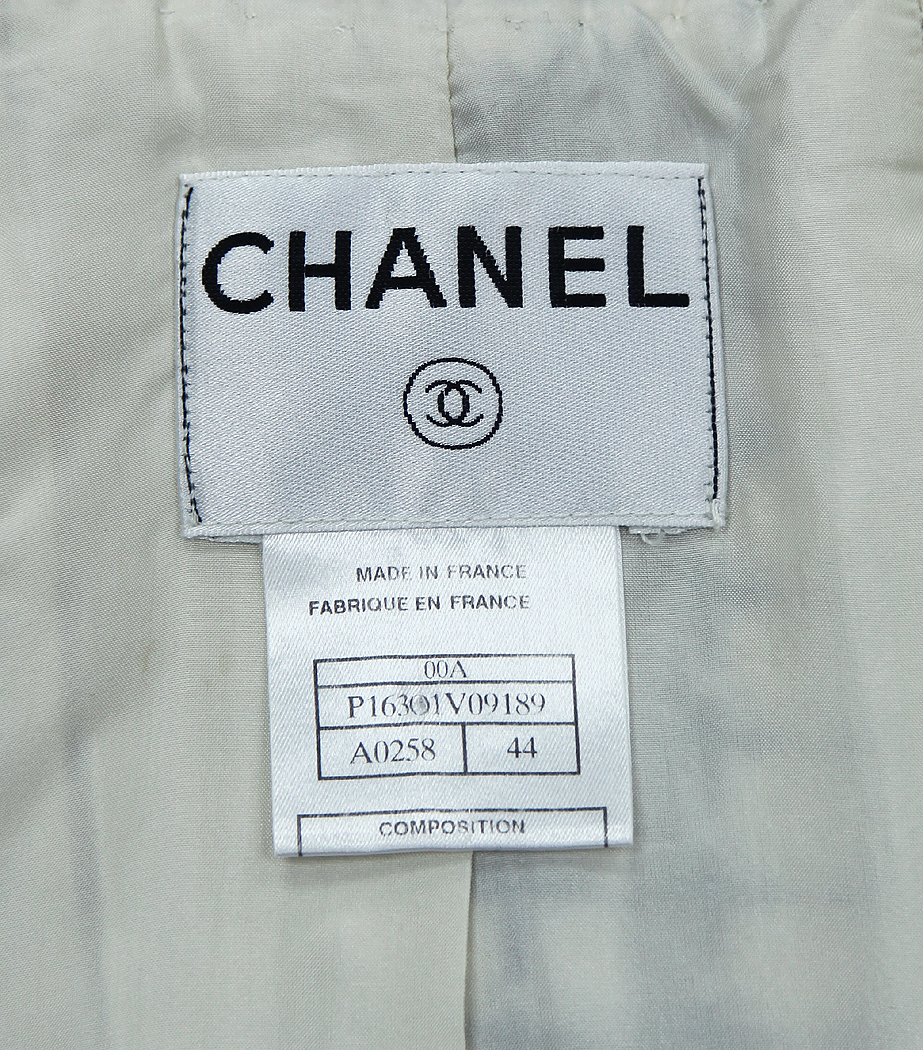 CHANEL
MADE IN FRANCE
FABRIQUE EN FRANCE
00A
P16301V09189
A0258 44
COMPOSITION